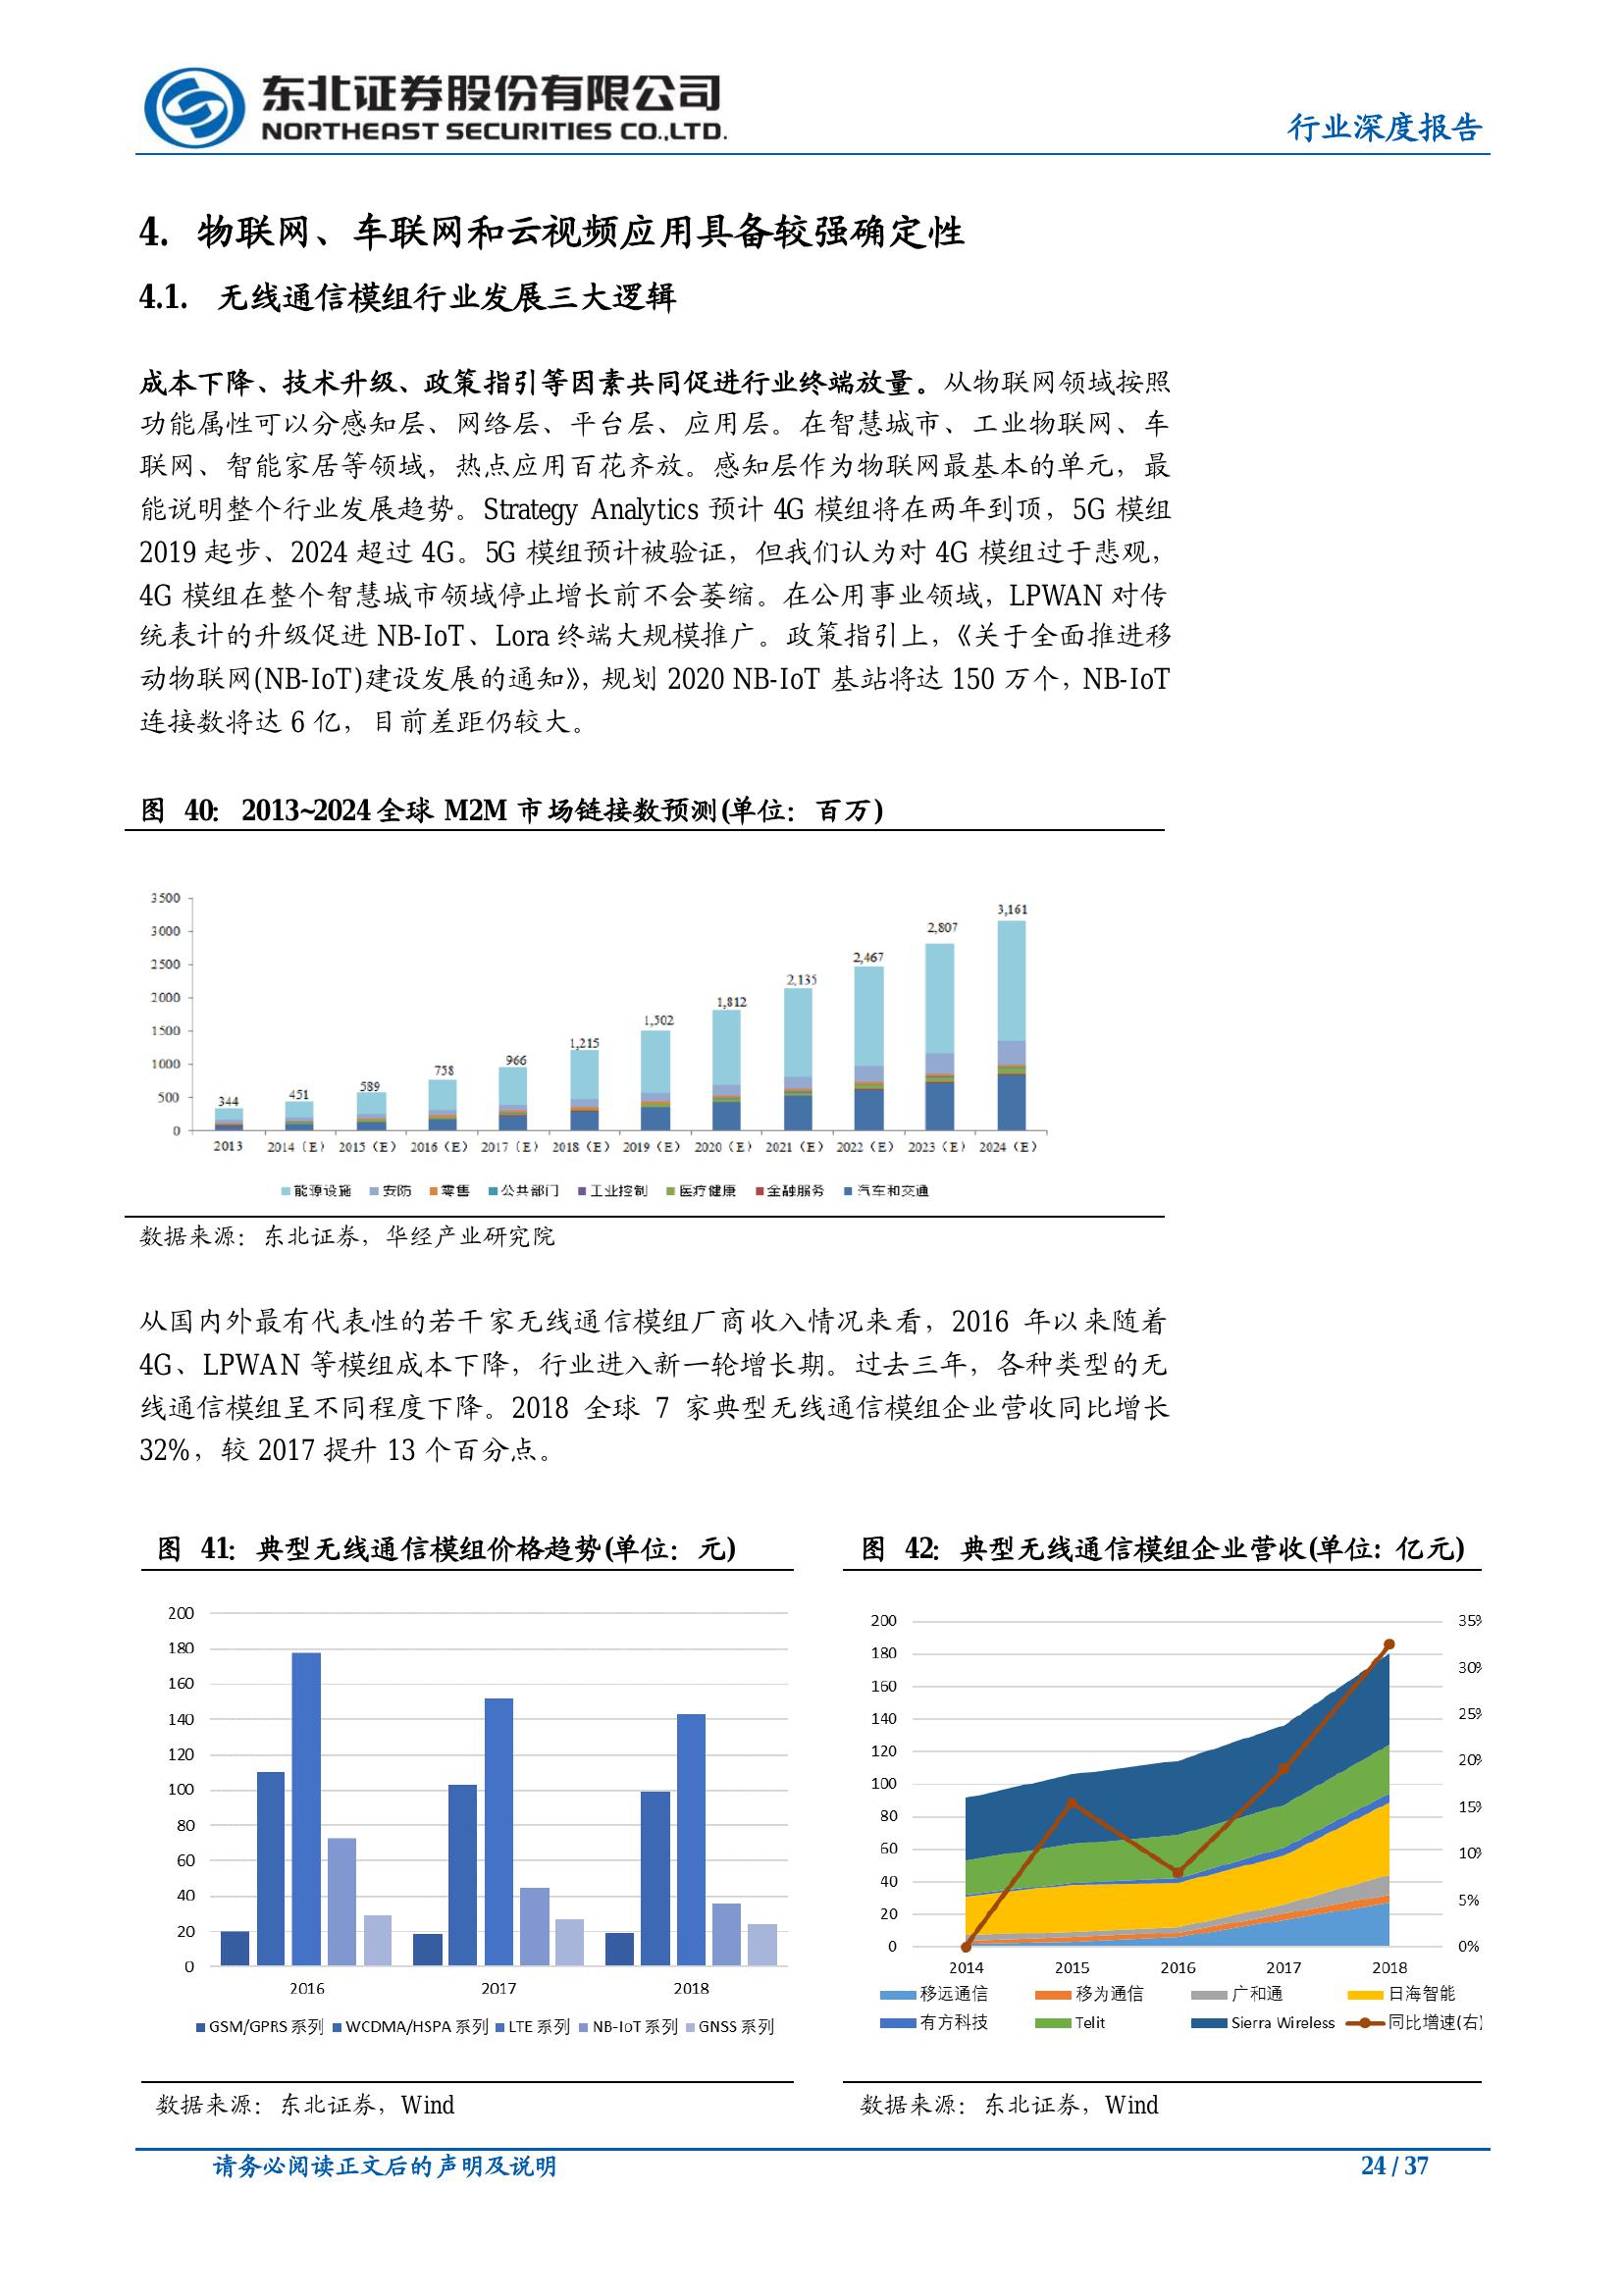 东北证券股份有限公司
NORTHEAST SECURITIES CO.,LTD.
行业深度报告
4. 物联网、车联网和云视频应用具备较强确定性
4.1. 无线通信模组行业发展三大逻辑
成本下降、技术升级、政策指引等因素共同促进行业终端放量。从物联网领域按照
功能属性可以分感知层、网络层、平台层、应用层。在智慧城市、工业物联网、车
联网、智能家居等领域，热点应用百花齐放。感知层作为物联网最基本的单元，最
能说明整个行业发展趋势。Strategy Analytics 预计 4G 模组将在两年到顶，5G 模组
2019 起步、2024 超过 4G。5G 模组预计被验证，但我们认为对 4G 模组过于悲观，
4G 模组在整个智慧城市领域停止增长前不会萎缩。在公用事业领域，LPWAN 对传
统表计的升级促进 NB-IoT、Lora 终端大规模推广。政策指引上，《关于全面推进移
动物联网(NB-IoT)建设发展的通知》，规划 2020 NB-IoT 基站将达 150 万个，NB-IoT
连接数将达 6 亿，目前差距仍较大。
图 40： 2013~2024 全球 M2M 市场链接数预测(单位：百万)
3500
3000
2500
2000
1500
1000
500
0
344
451
589
758
966
1,215
1,502
1,812
2,135
2,467
2,807
3,161
2013 2014（E） 2015（E） 2016（E） 2017（E） 2018（E） 2019（E） 2020（E） 2021（E） 2022（E） 2023（E） 2024（E）
能源设施 安防 零售 公共部门 工业控制 医疗健康 金融服务 汽车和交通
数据来源：东北证券，华经产业研究院
从国内外最有代表性的若干家无线通信模组厂商收入情况来看，2016 年以来随着
4G、LPWAN 等模组成本下降，行业进入新一轮增长期。过去三年，各种类型的无
线通信模组呈不同程度下降。2018 全球 7 家典型无线通信模组企业营收同比增长
32%，较 2017 提升 13 个百分点。
图 41：典型无线通信模组价格趋势(单位：元)
200
180
160
140
120
100
80
60
40
20
0
2016 2017 2018
GSM/GPRS 系列 WCDMA/HSPA 系列 LTE 系列 NB-IoT 系列 GNSS 系列
数据来源：东北证券，Wind
图 42：典型无线通信模组企业营收(单位：亿元)
200
180
160
140
120
100
80
60
40
20
0
35%
30%
25%
20%
15%
10%
5%
0%
2014 2015 2016 2017 2018
移远通信 移为通信 广和通 日海智能
有方科技 Telit Sierra Wireless 同比增速(右)
数据来源：东北证券，Wind
请务必阅读正文后的声明及说明
24 / 37